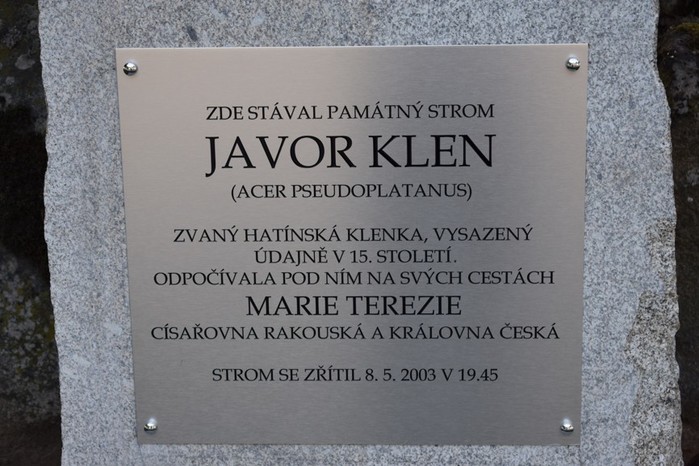 ZDE STÁVAL PAMÁTNÝ STROM
JAVOR KLEN
(ACER PSEUDOPLATANUS)
ZVANÝ HATÍNSKÁ KLENKA, VYSAZENÝ
ÚDAJNĚ V 15. STOLETÍ.
ODPOČÍVALA POD NÍM NA SVÝCH CESTÁCH
MARIE TEREZIE
CÍSAŘOVNA RAKOUSKÁ A KRÁLOVNA ČESKÁ
STROM SE ZŘÍTIL 8. 5. 2003 V 19.45